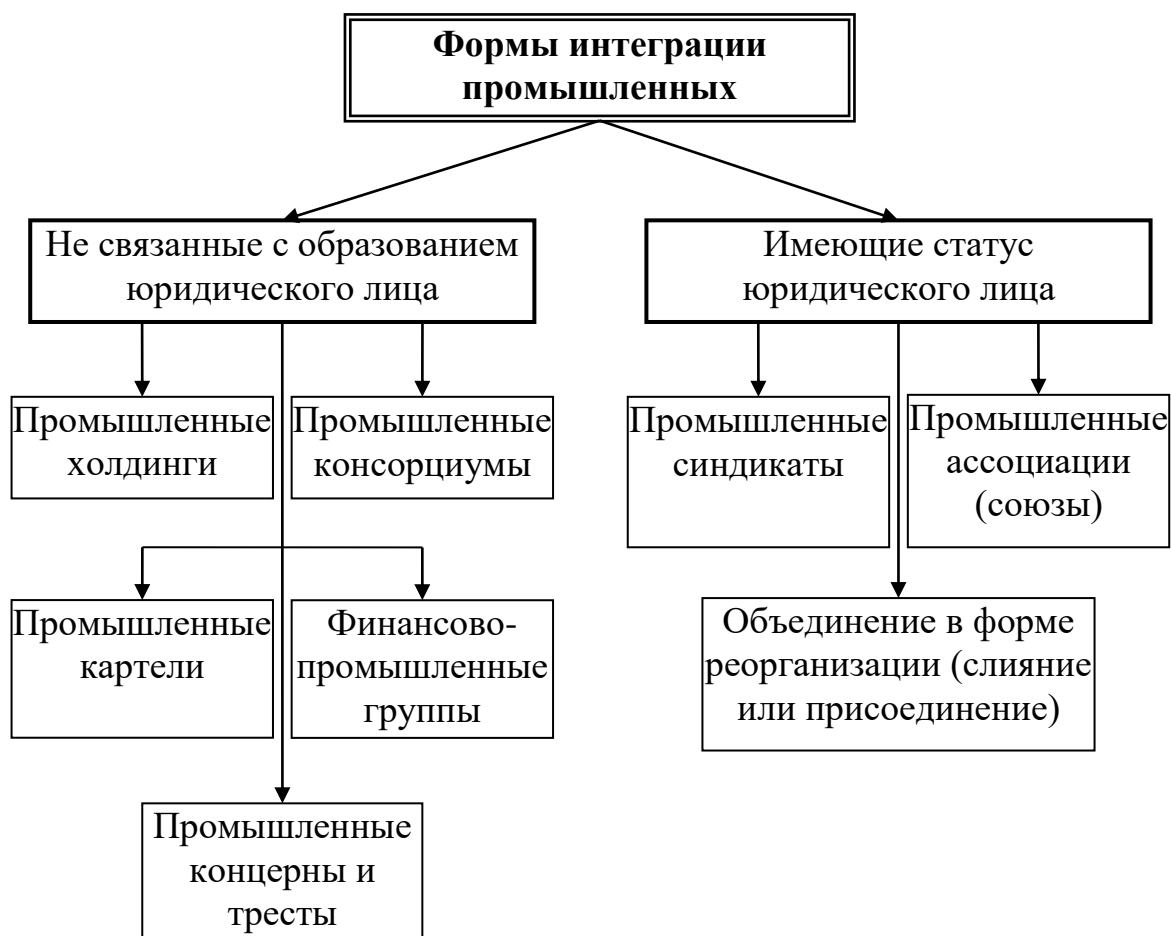 Формы интеграции
промышленных
Не связанные с образованием
юридического лица
Имеющие статус
юридического лица
Промышленные
холдинги
Промышленные
консорциумы
Промышленные
синдикаты
Промышленные
ассоциации
(союзы)
Промышленные
картели
Финансово-
промышленные
группы
Объединение в форме
реорганизации (слияние
или присоединение)
Промышленные
концерны и
тресты